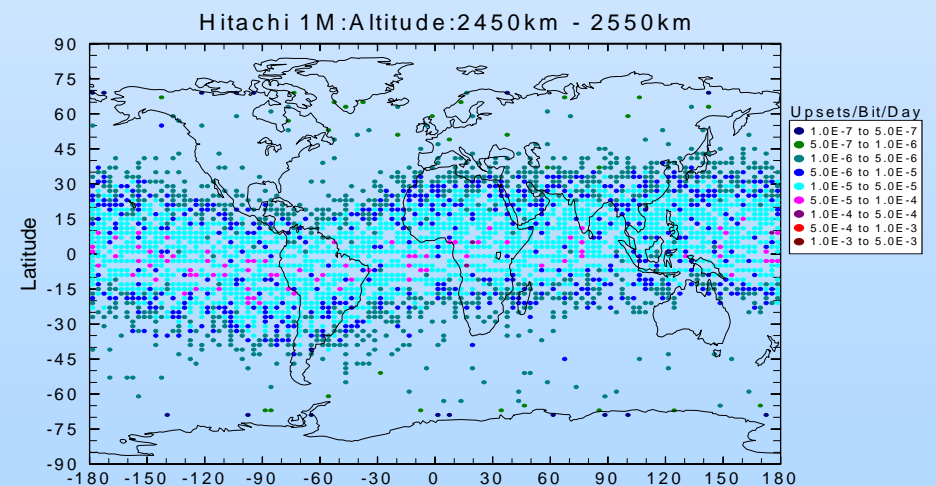 Hitachi 1M:Altitude:2450km - 2550km
90
75
60
45
30
15
0
-15
-30
-45
-60
-75
-90
Latitude
-180 -150 -120 -90 -60 -30 0 30 60 90 120 150 180
Upsets/Bit/Day
1.0E-7 to 5.0E-7
5.0E-7 to 1.0E-6
1.0E-6 to 5.0E-6
5.0E-6 to 1.0E-5
1.0E-5 to 5.0E-5
5.0E-5 to 1.0E-4
1.0E-4 to 5.0E-4
5.0E-4 to 1.0E-3
1.0E-3 to 5.0E-3